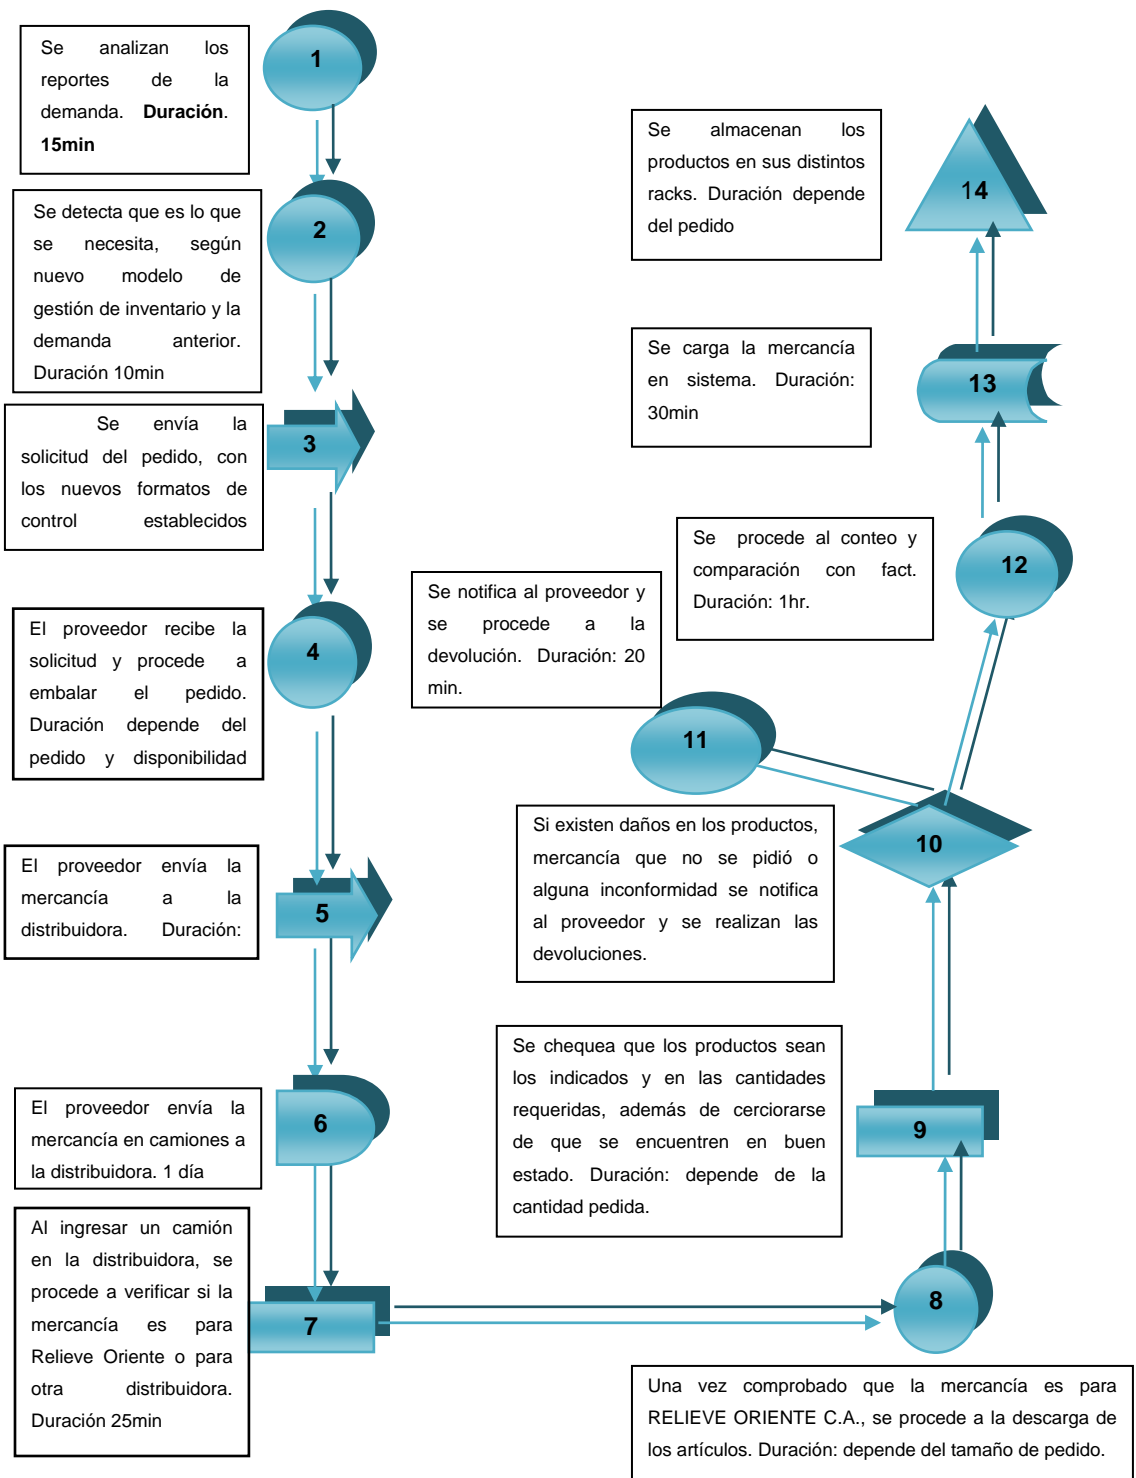 1
Se analizan los
reportes de la
demanda. Duración.
15min
2
Se detecta que es lo que
se necesita, según
nuevo modelo de
gestión de inventario y la
demanda anterior.
Duración 10min
3
Se envía la
solicitud del pedido, con
los nuevos formatos de
control establecidos
4
El proveedor recibe la
solicitud y procede a
embalar el pedido.
Duración depende del
pedido y disponibilidad
5
El proveedor envía la
mercancía a la
distribuidora. Duración:
6
El proveedor envía la
mercancía en camiones a
la distribuidora. 1 día
7
Al ingresar un camión
en la distribuidora, se
procede a verificar si la
mercancía es para
Relieve Oriente o para
otra distribuidora.
Duración 25min
8
Una vez comprobado que la mercancía es para
RELIEVE ORIENTE C.A., se procede a la descarga de
los artículos. Duración: depende del tamaño de pedido.
9
Se chequea que los productos sean
los indicados y en las cantidades
requeridas, además de cerciorarse
de que se encuentren en buen
estado. Duración: depende de la
cantidad pedida.
10
Si existen daños en los productos,
mercancía que no se pidió o
alguna inconformidad se notifica
al proveedor y se realizan las
devoluciones.
11
Se notifica al proveedor y
se procede a la
devolución. Duración: 20
min.
12
Se procede al conteo y
comparación con fact.
Duración: 1hr.
13
Se carga la mercancía
en sistema. Duración:
30min
14
Se almacenan los
productos en sus distintos
racks. Duración depende
del pedido